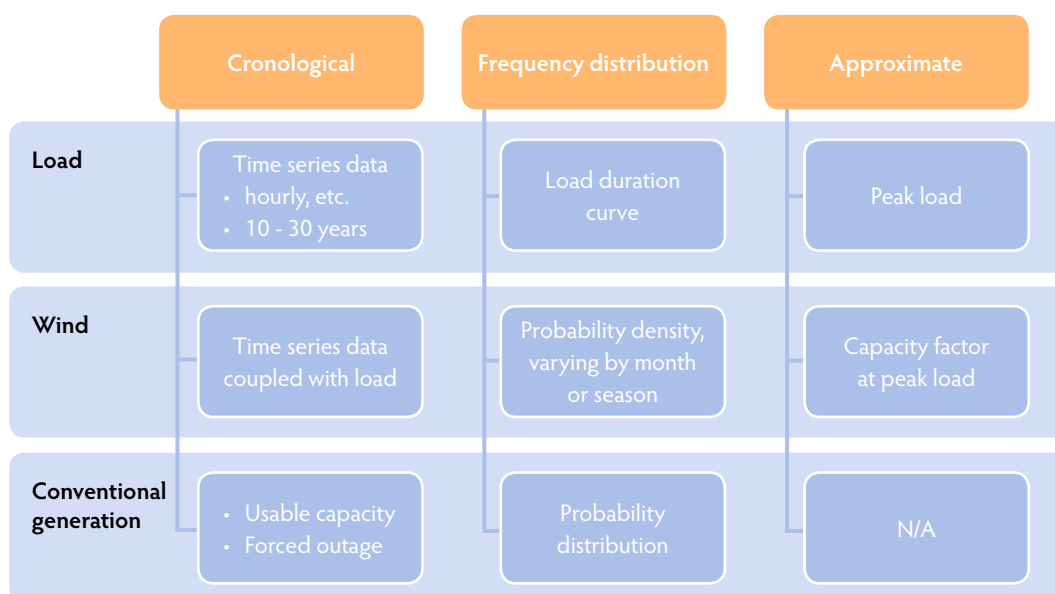 Cronological
Frequency distribution
Approximate
Load
Time series data
• hourly, etc.
• 10 - 30 years
Load duration
curve
Peak load
Wind
Time series data
coupled with load
Probability density,
varying by month
or season
Capacity factor
at peak load
Conventional
generation
• Usable capacity
• Forced outage
Probability
distribution
N/A